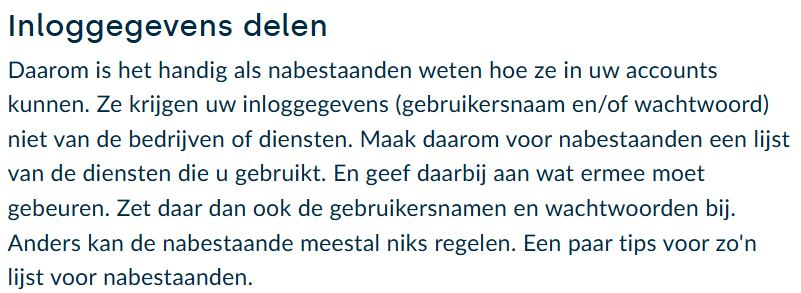 Inloggegevens delen
Daarom is het handig als nabestaanden weten hoe ze in uw accounts
kunnen. Ze krijgen uw inloggegevens (gebruikersnaam en/of wachtwoord)
niet van de bedrijven of diensten. Maak daarom voor nabestaanden een lijst
van de diensten die u gebruikt. En geef daarbij aan wat ermee moet
gebeuren. Zet daar dan ook de gebruikersnamen en wachtwoorden bij.
Anders kan de nabestaande meestal niks regelen. Een paar tips voor zo'n
lijst voor nabestaanden.